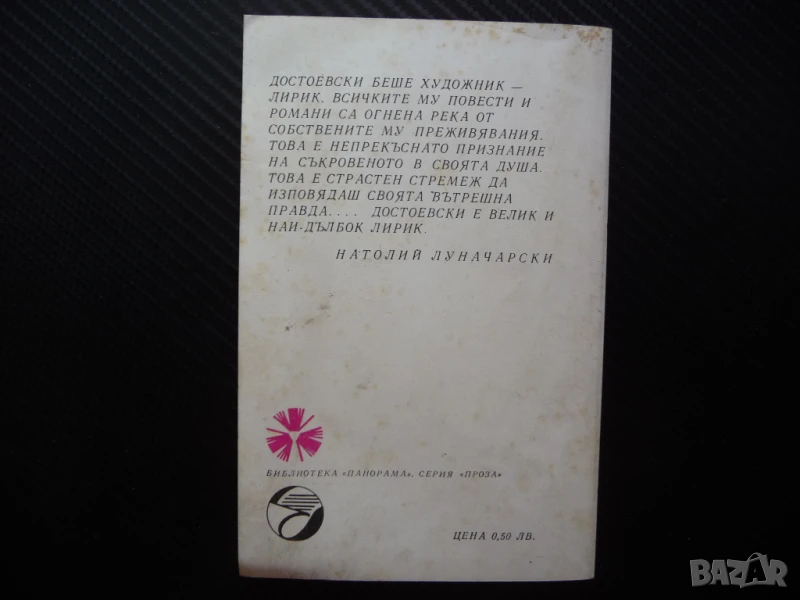 ДОСТОЕВСКИ БЕШЕ ХУДОЖНИК —
ЛИРИК. ВСИЧКИТЕ МУ ПОВЕСТИ И
РОМАНИ СА ОГНЕНА РЕКА ОТ
СОБСТВЕНИТЕ МУ ПРЕЖИВЯВАНИЯ.
ТОВА Е НЕПРЕКЪСНАТО ПРИЗНАНИЕ
НА СЪКРОВЕНОТО В СВОЯТА ДУША.
ТОВА Е СТРАСТЕН СТРЕМЕЖ ДА
ИЗПОВЯДАШ СВОЯТА ВЪТРЕШНА
ПРАВДА.... ДОСТОЕВСКИ Е ВЕЛИК И
НАИ-ДЪЛБОК ЛИРИК.
НАТОЛИЙ ЛУНАЧАРСКИ
БИБЛИОТЕКА «ПАНОРАМА», СЕРИЯ «ПРОЗА»
ЦЕНА 0,50 ЛВ.
BAZAR